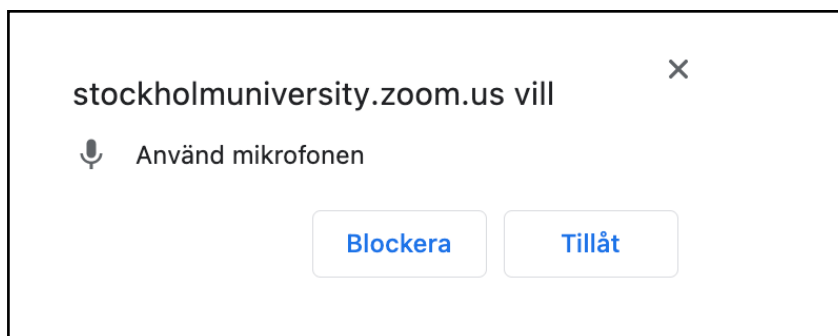 stockholmuniversity.zoom.us vill
Använd mikrofonen
Blockera Tillåt